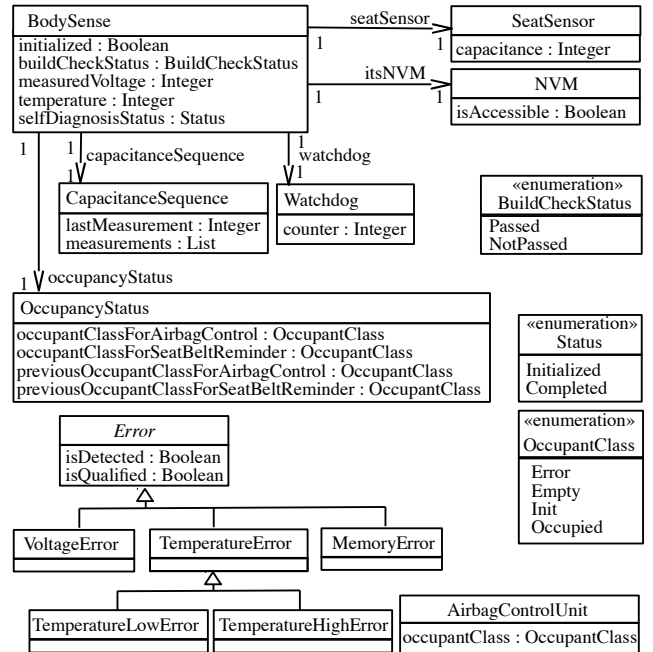 BodySense
initialized : Boolean
buildCheckStatus : BuildCheckStatus
measuredVoltage : Integer
temperature : Integer
selfDiagnosisStatus : Status
seatSensor
1
1
SeatSensor
capacitance : Integer
itsNVM
1
1
NVM
isAccessible : Boolean
1
1
capacitanceSequence
1
1
watchdog
1
CapacitanceSequence
lastMeasurement : Integer
measurements : List
Watchdog
counter : Integer
«enumeration»
BuildCheckStatus
Passed
NotPassed
1
occupancyStatus
OccupancyStatus
occupantClassForAirbagControl : OccupantClass
occupantClassForSeatBeltReminder : OccupantClass
previousOccupantClassForAirbagControl : OccupantClass
previousOccupantClassForSeatBeltReminder : OccupantClass
«enumeration»
Status
Initialized
Completed
«enumeration»
OccupantClass
Error
Empty
Init
Occupied
Error
isDetected : Boolean
isQualified : Boolean
VoltageError
TemperatureError
MemoryError
TemperatureLowError
TemperatureHighError
AirbagControlUnit
occupantClass : OccupantClass